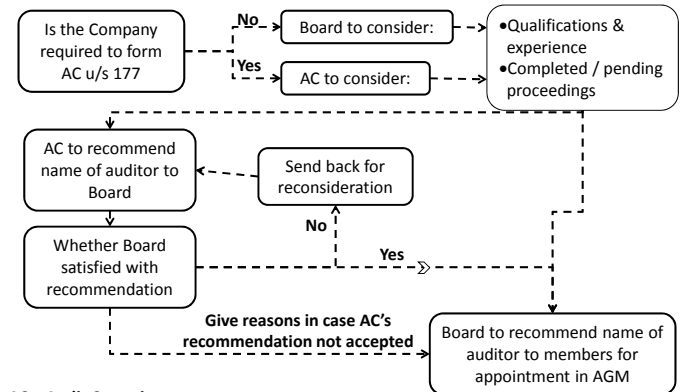 Is the Company
required to form
AC u/s 177
No
Yes
Board to consider:
AC to consider:
•Qualifications &
experience
•Completed / pending
proceedings
AC to recommend
name of auditor to
Board
Send back for
reconsideration
No
Whether Board
satisfied with
recommendation
Yes
Give reasons in case AC's
recommendation not accepted
Board to recommend name of
auditor to members for
appointment in AGM